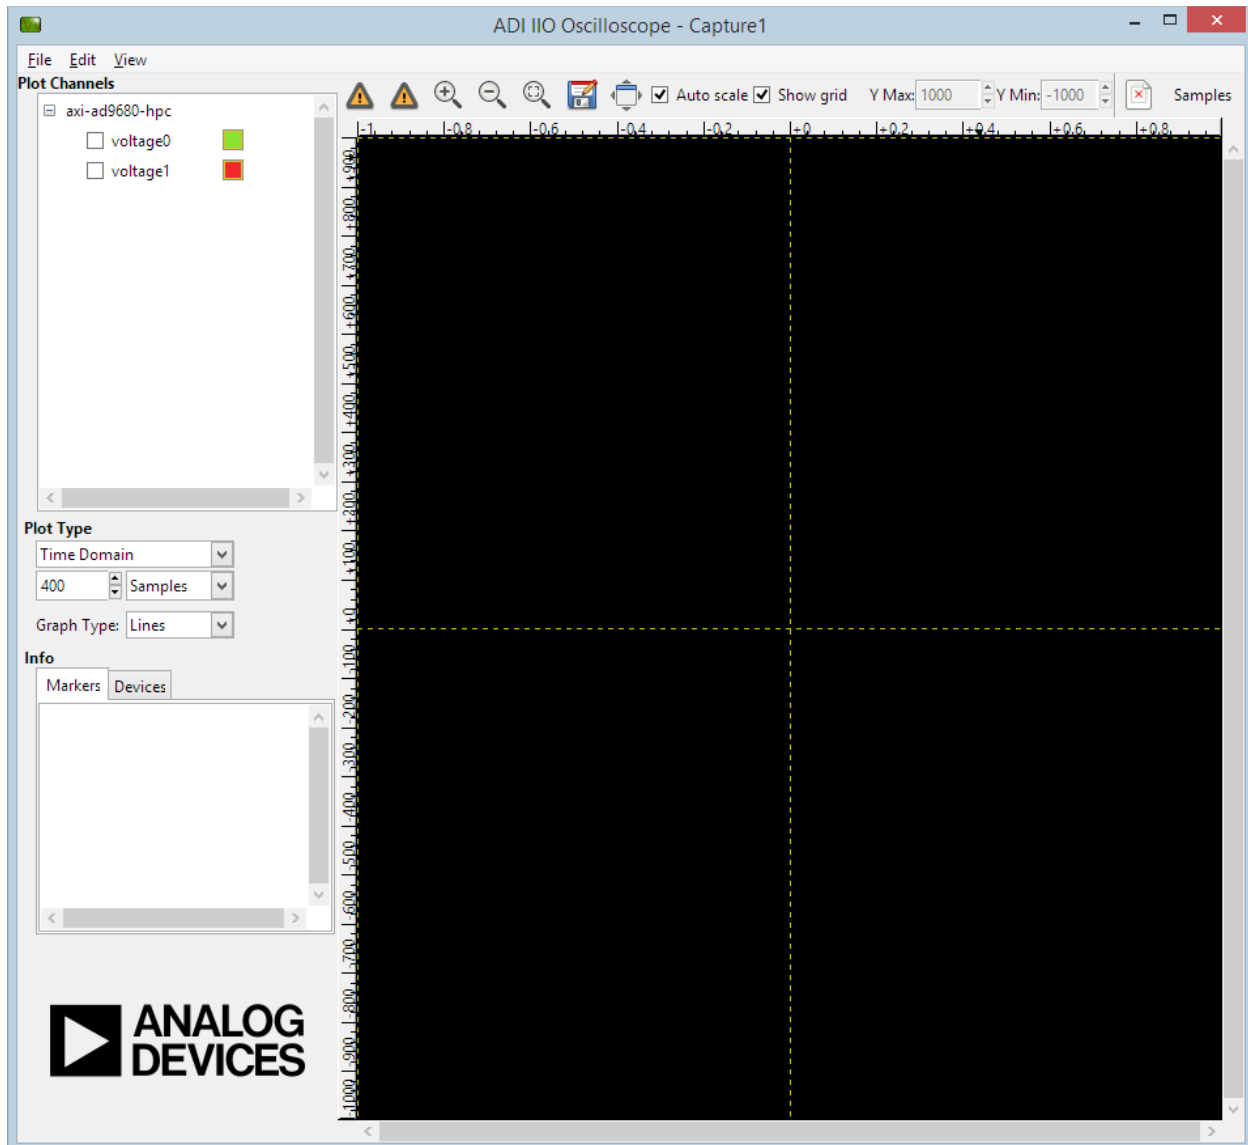 ADI IIO Oscilloscope - Capture1
File Edit View
Plot Channels
axi-ad9680-hpc
voltage0
voltage1
Auto scale Show grid Y Max: 1000 Y Min: -1000 Samples
-1 -0.8 -0.6 -0.4 -0.2 +0 +0.2 +0.4 +0.6 +0.8
+900
+800
+700
+600
+500
+400
+300
+200
+100
+0
-100
-200
-300
-400
-500
-600
-700
-800
-900
-1000
Plot Type
Time Domain
400 Samples
Graph Type: Lines
Info
Markers Devices
ANALOG
DEVICES